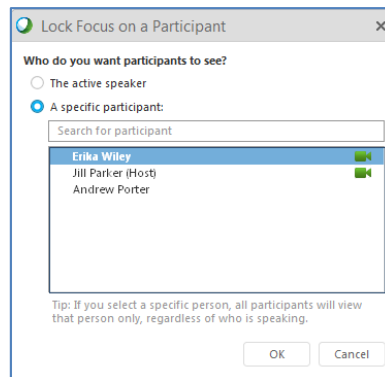 Lock Focus on a Participant
Who do you want participants to see?
The active speaker
A specific participant:
Search for participant
Erika Wiley
Jill Parker (Host)
Andrew Porter
Tip: If you select a specific person, all participants will view
that person only, regardless of who is speaking.
OK Cancel